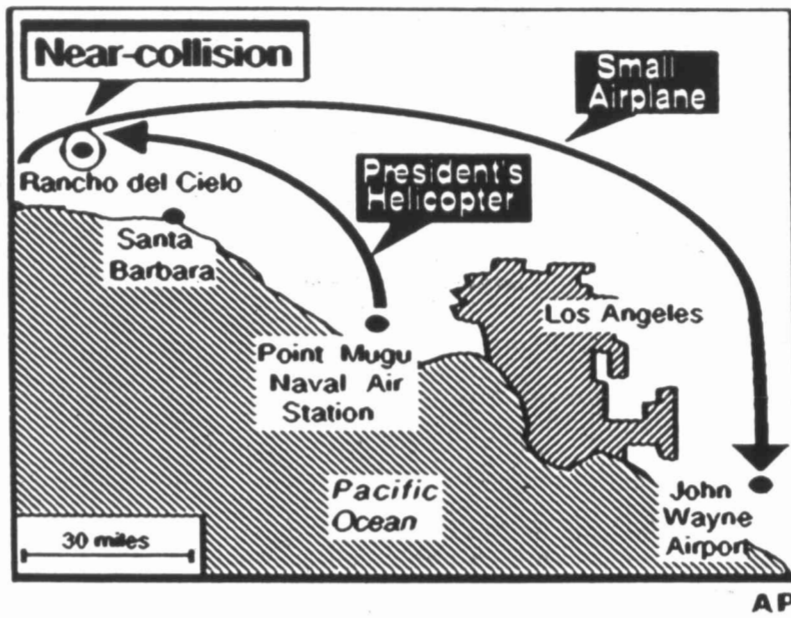 Near-collision
Small
Airplane
President's
Helicopter
Rancho del Cielo
Santa
Barbara
Los Angeles
Point Mugu
Naval Air
Station
Pacific
Ocean
John
Wayne
Airport
30 miles
AP